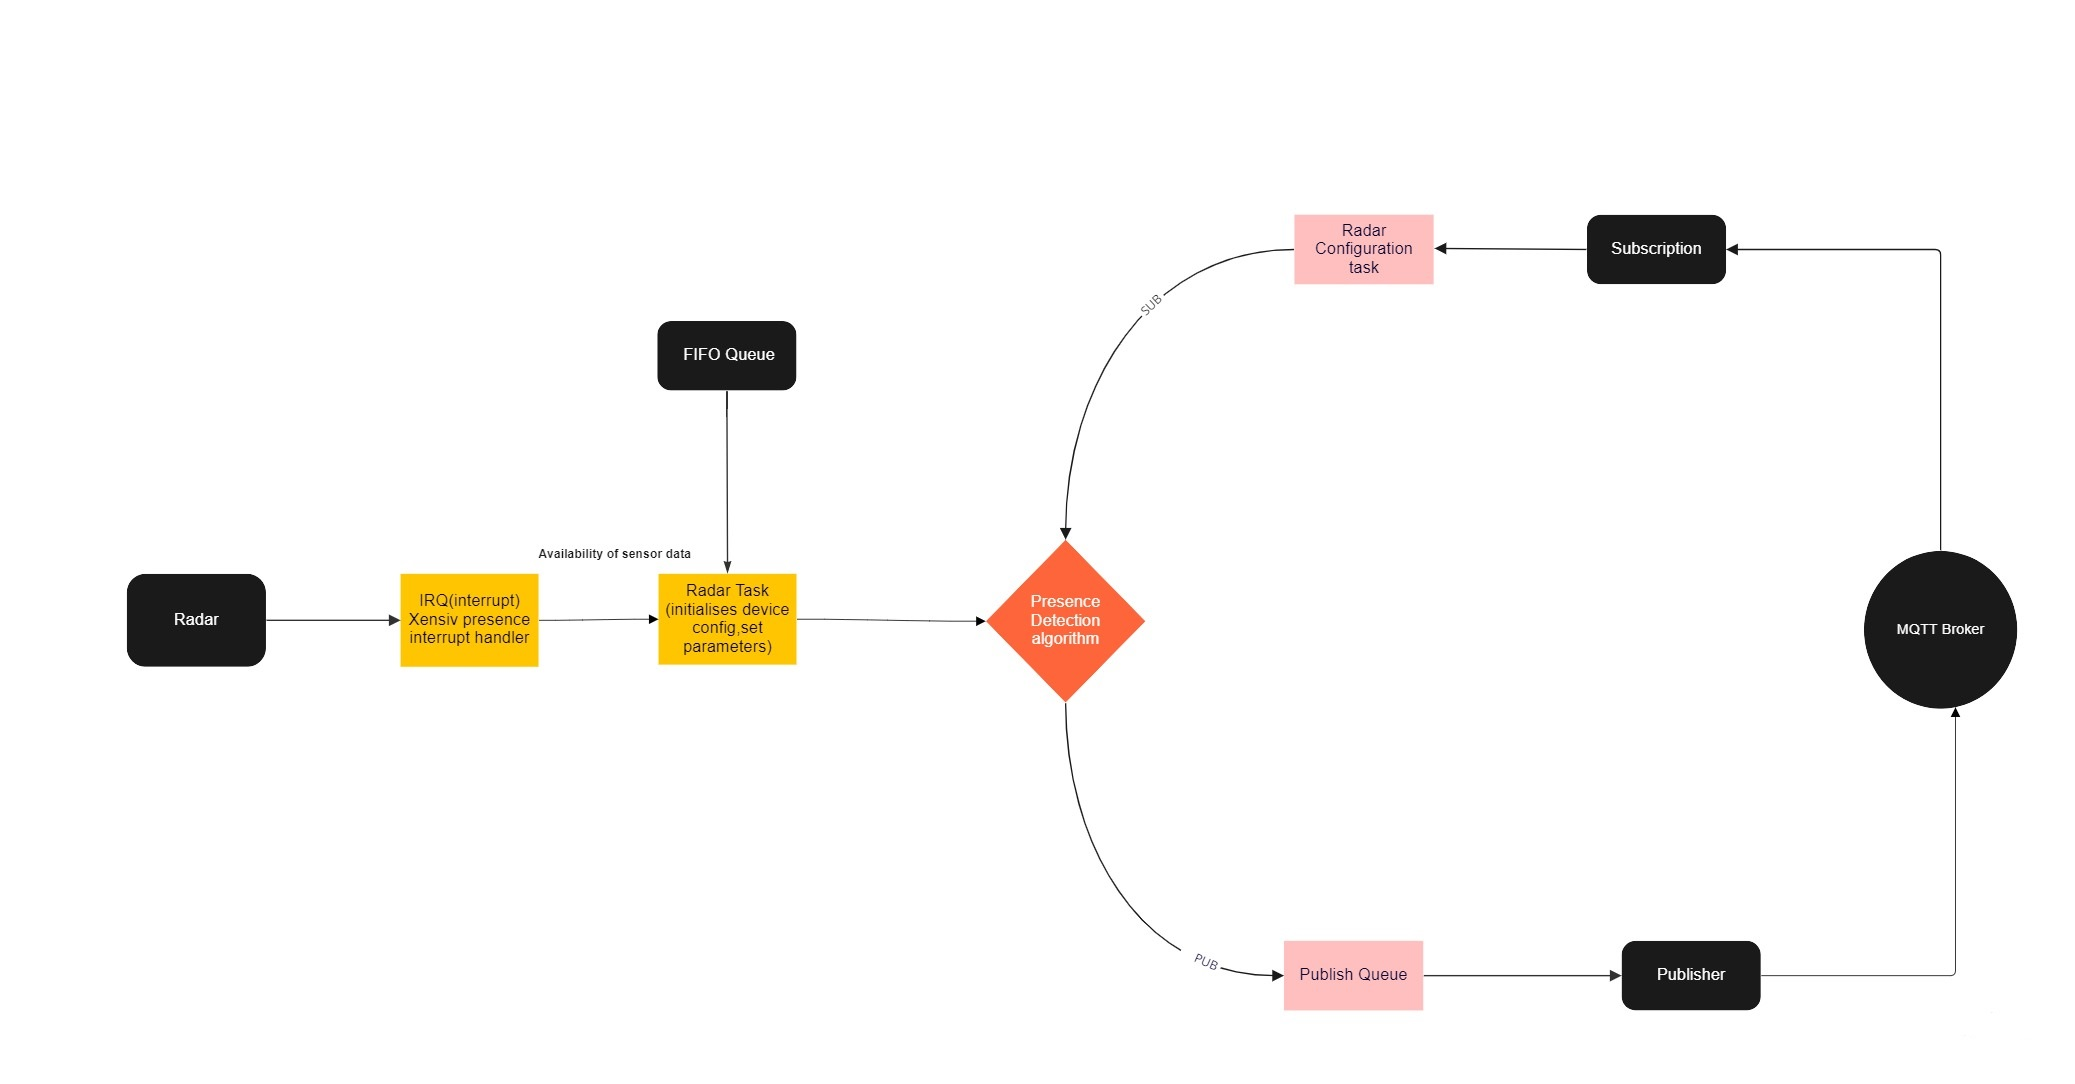 Radar
Configuration
task
Subscription
SUB
FIFO Queue
Availability of sensor data
Radar
IRQ(interrupt)
Xensiv presence
interrupt handler
Radar Task
(initialises device
config,set
parameters)
Presence
Detection
algorithm
MQTT Broker
PUB
Publish Queue
Publisher